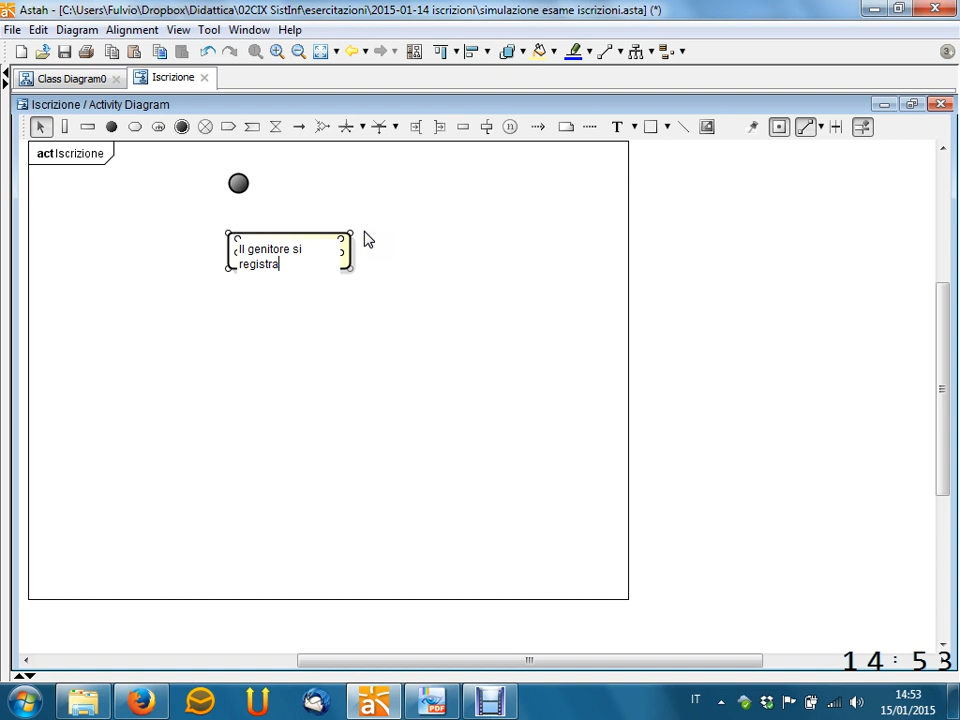 Astah - [C:\Users\Fulvio\Dropbox\Didattica\02CIX SistInf\esercitazioni\2015-01-14 iscrizioni\simulazione esame iscrizioni.asta] (*)
File Edit Diagram Alignment View Tool Window Help
3
Class Diagram0
Iscrizione
Iscrizione / Activity Diagram
n T
act Iscrizione
Il genitore si
registra
14:53
PDF
IT
14:53
15/01/2015